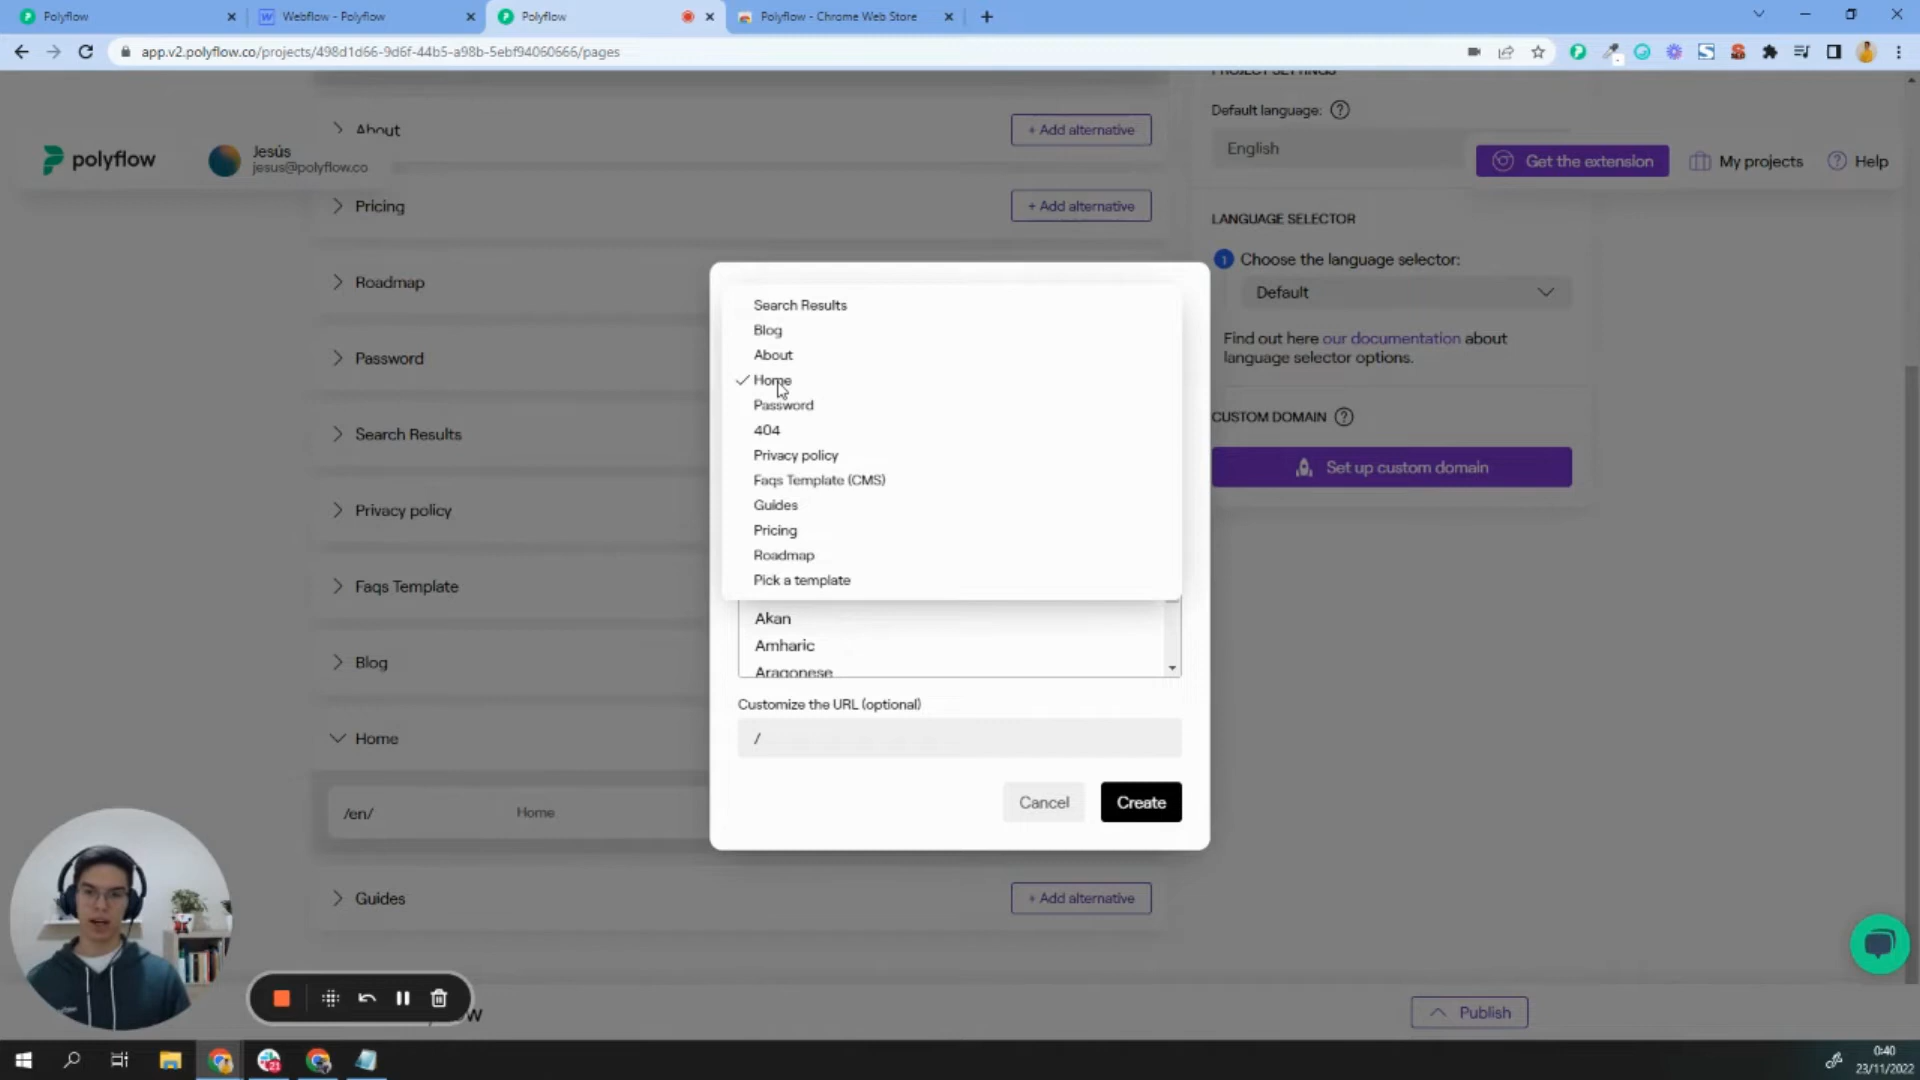 Polyflow
Webflow - Polyflow
Polyflow
Polyflow - Chrome Web Store
app.v2.polyflow.co/projects/498d1d66-9d6f-44b5-a98b-5ebf94060666/pages
polyflow
Jesús
jesus@polyflow.co
Get the extension
My projects
Help
About
+ Add alternative
Pricing
+ Add alternative
Roadmap
Password
Search Results
Privacy policy
Faqs Template
Blog
Home
/en/
Home
Guides
+ Add alternative
Search Results
Blog
About
Home
Password
404
Privacy policy
Faqs Template (CMS)
Guides
Pricing
Roadmap
Pick a template
Akan
Amharic
Aragonese
Customize the URL (optional)
/
Cancel
Create
PROJECT SETTINGS
Default language:
English
LANGUAGE SELECTOR
1 Choose the language selector:
Default
Find out here our documentation about
language selector options.
CUSTOM DOMAIN
Set up custom domain
Publish
21
0:40
23/11/2022